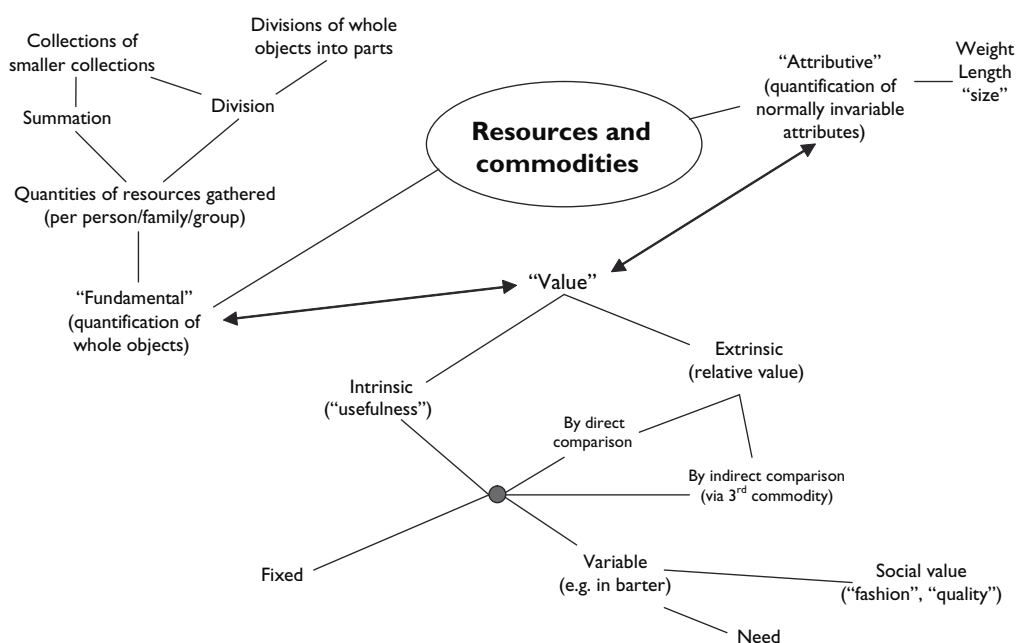 Collections of
smaller collections
Divisions of whole
objects into parts
Summation
Division
Quantities of resources gathered
(per person/family/group)
“Fundamental”
(quantification of
whole objects)
Resources and
commodities
“Attributive”
(quantification of
normally invariable
attributes)
Weight
Length
“size”
“Value”
Intrinsic
(“usefulness”)
Extrinsic
(relative value)
By direct
comparison
By indirect comparison
(via 3rd commodity)
Fixed
Variable
(e.g. in barter)
Social value
(“fashion”, “quality”)
Need